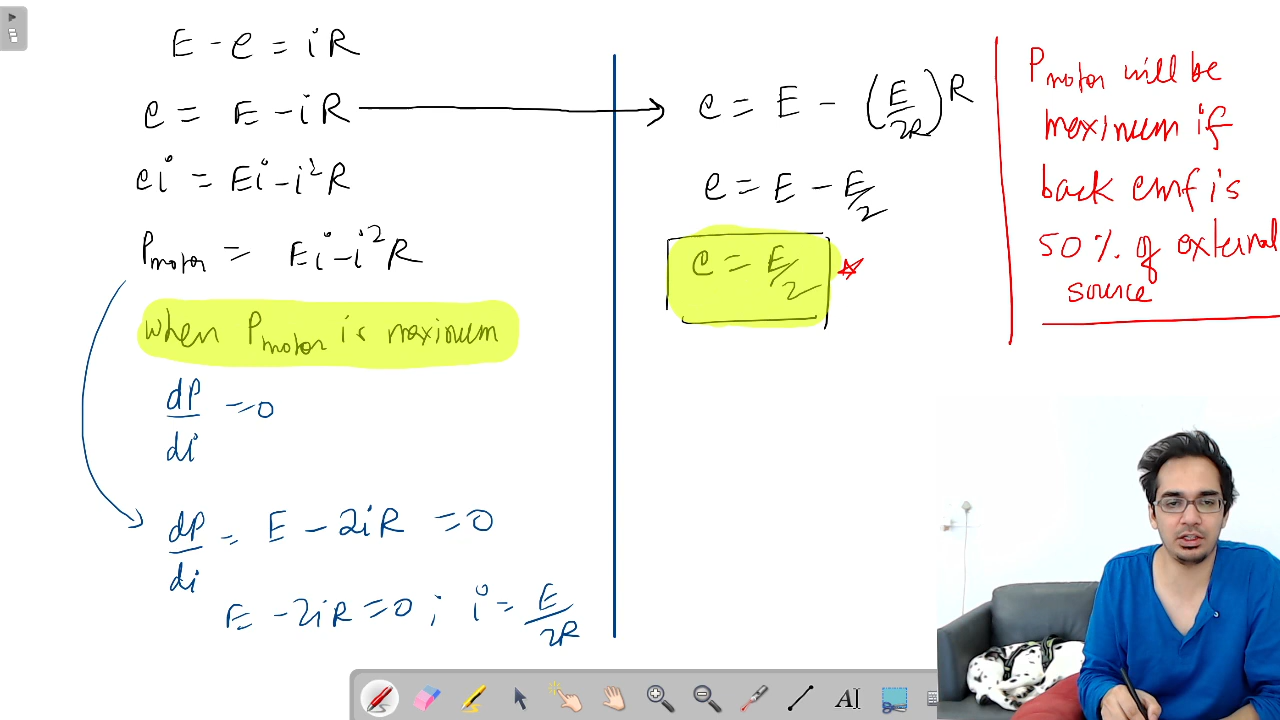 E - e = iR
e = E - iR
ei = Ei - i²R
Pmotor = Ei - i²R
when Pmotor is maximum
dP/di = 0
dP/di = E - 2iR = 0
E - 2iR = 0 ; i = E/2R
e = E - (E/2R)R
e = E - E/2
e = E/2
Pmotor will be
maximum if
back emf is
50% of external
source
AI